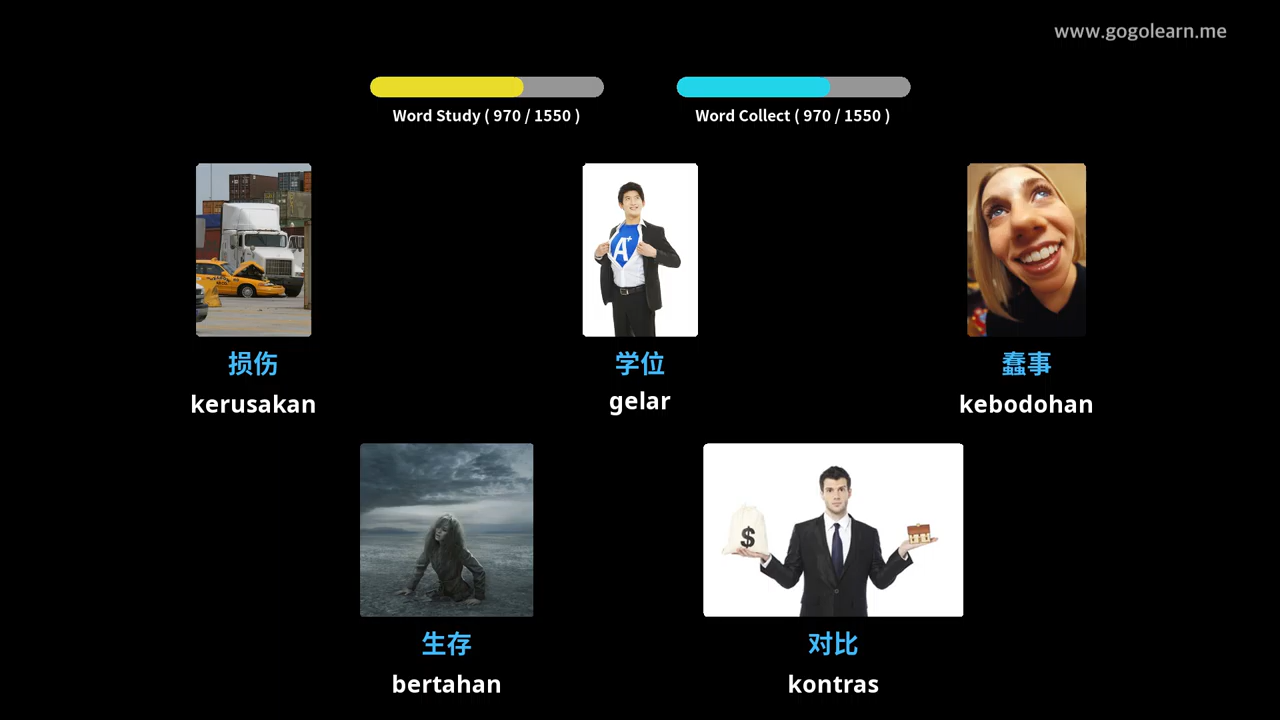 www.gogolearn.me
Word Study ( 970 / 1550 )
Word Collect ( 970 / 1550 )
A+
损伤
学位
蠢事
kerusakan
gelar
kebodohan
$
生存
对比
bertahan
kontras